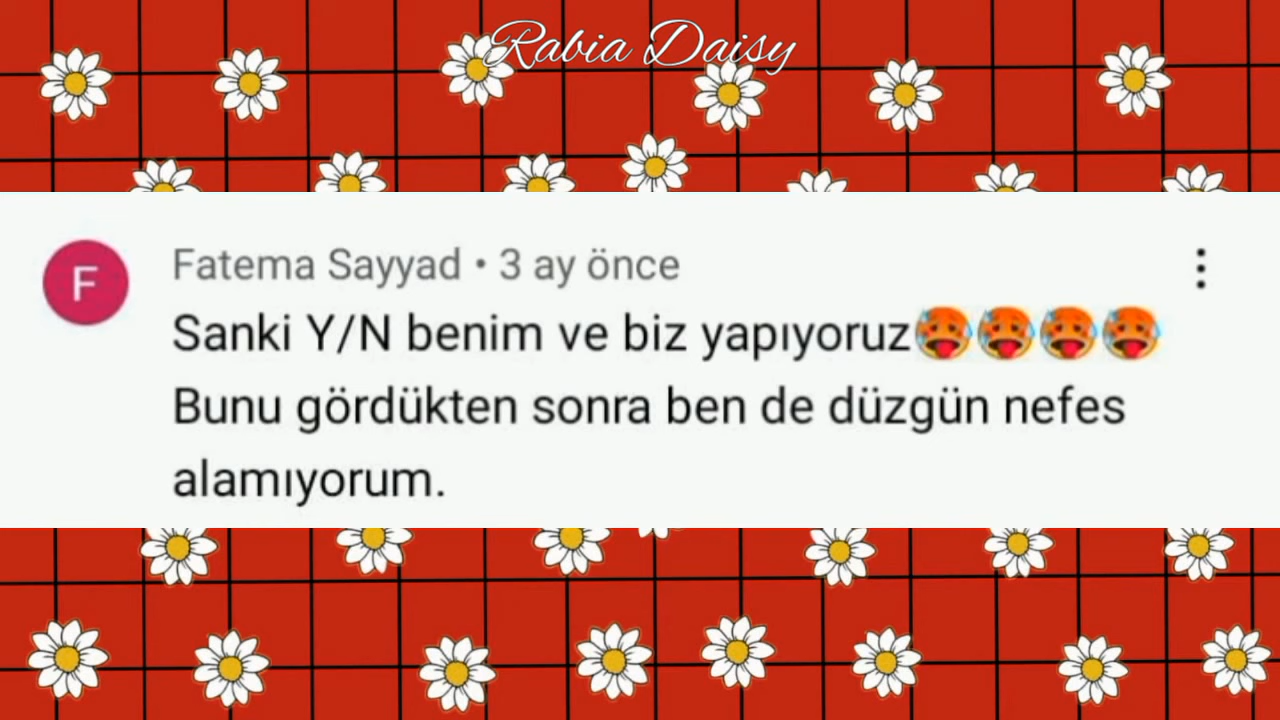 Rabia Daisy
F
Fatema Sayyad • 3 ay önce
Sanki Y/N benim ve biz yapıyoruz🥵🥵🥵🥵
Bunu gördükten sonra ben de düzgün nefes
alamıyorum.